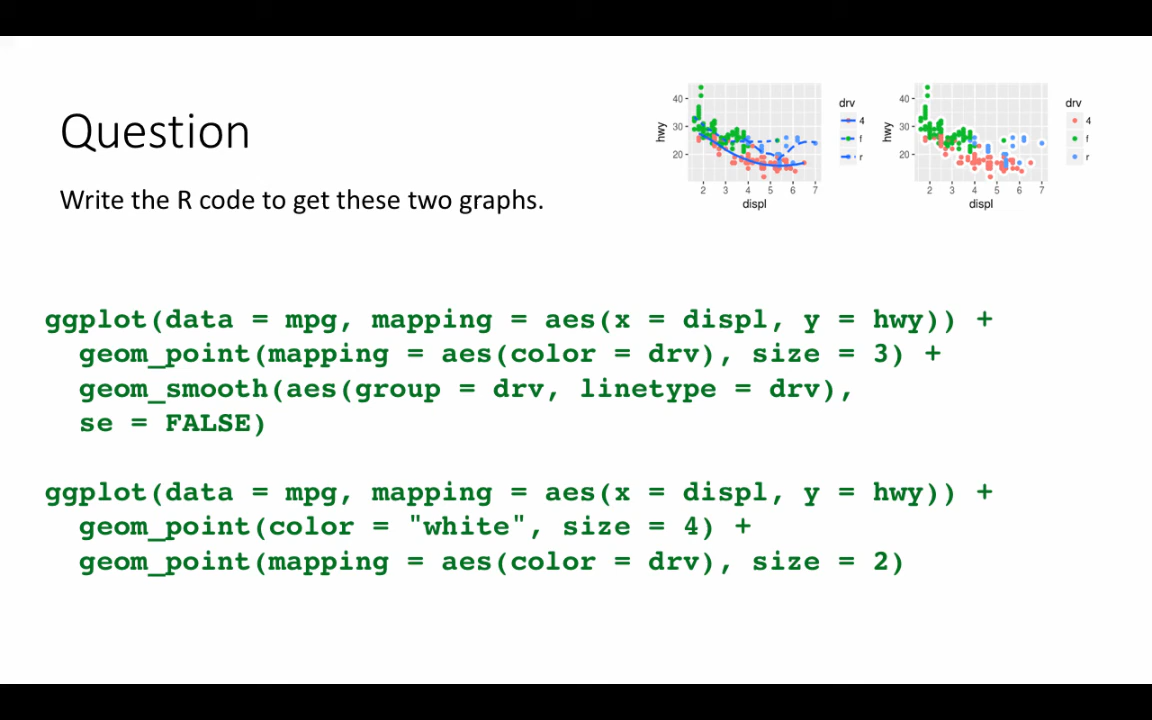 Question
Write the R code to get these two graphs.
40
30
20
hwy
2 3 4 5 6 7
displ
drv
4
f
r
40
30
20
hwy
2 3 4 5 6 7
displ
drv
4
f
r
ggplot(data = mpg, mapping = aes(x = displ, y = hwy)) +
geom_point(mapping = aes(color = drv), size = 3) +
geom_smooth(aes(group = drv, linetype = drv),
se = FALSE)
ggplot(data = mpg, mapping = aes(x = displ, y = hwy)) +
geom_point(color = "white", size = 4) +
geom_point(mapping = aes(color = drv), size = 2)